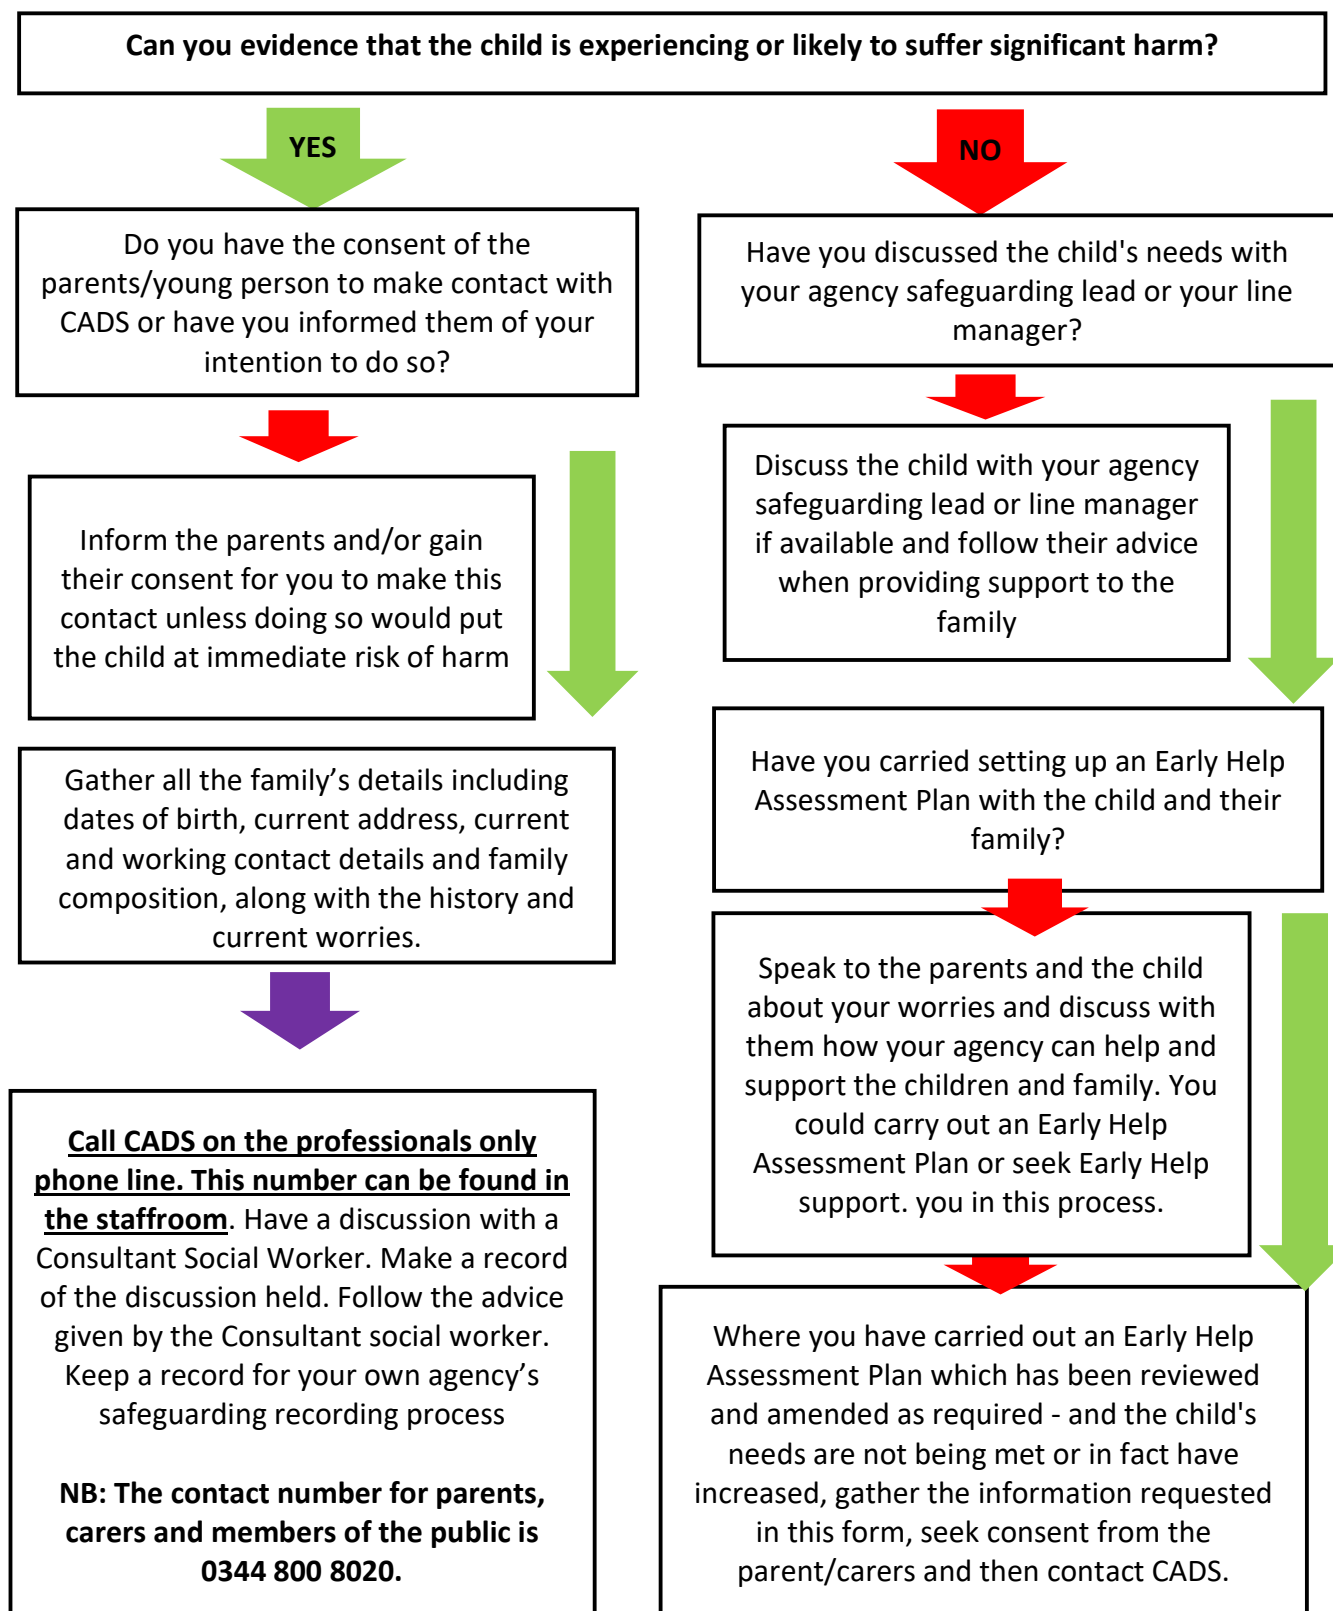 Can you evidence that the child is experiencing or likely to suffer significant harm?
YES
Do you have the consent of the
parents/young person to make contact with
CADS or have you informed them of your
intention to do so?
Inform the parents and/or gain
their consent for you to make this
contact unless doing so would put
the child at immediate risk of harm
Gather all the family’s details including
dates of birth, current address, current
and working contact details and family
composition, along with the history and
current worries.
Call CADS on the professionals only
phone line. This number can be found in
the staffroom. Have a discussion with a
Consultant Social Worker. Make a record
of the discussion held. Follow the advice
given by the Consultant social worker.
Keep a record for your own agency’s
safeguarding recording process
NB: The contact number for parents,
carers and members of the public is
0344 800 8020.
NO
Have you discussed the child's needs with
your agency safeguarding lead or your line
manager?
Discuss the child with your agency
safeguarding lead or line manager
if available and follow their advice
when providing support to the
family
Have you carried setting up an Early Help
Assessment Plan with the child and their
family?
Speak to the parents and the child
about your worries and discuss with
them how your agency can help and
support the children and family. You
could carry out an Early Help
Assessment Plan or seek Early Help
support. you in this process.
Where you have carried out an Early Help
Assessment Plan which has been reviewed
and amended as required - and the child's
needs are not being met or in fact have
increased, gather the information requested
in this form, seek consent from the
parent/carers and then contact CADS.